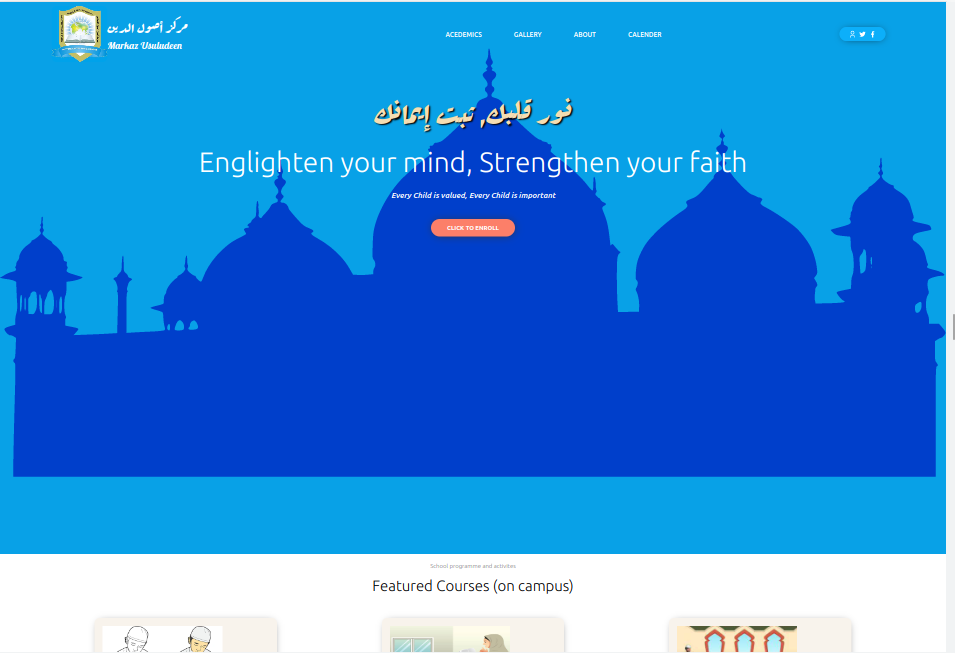 مركز أصول الدين
Markaz Usuludeen
ACEDEMICS GALLERY ABOUT CALENDER
نور قلبك, ثبت إيمانك
Englighten your mind, Strengthen your faith
Every Child is valued, Every Child is important
CLICK TO ENROLL
School programme and activites
Featured Courses (on campus)